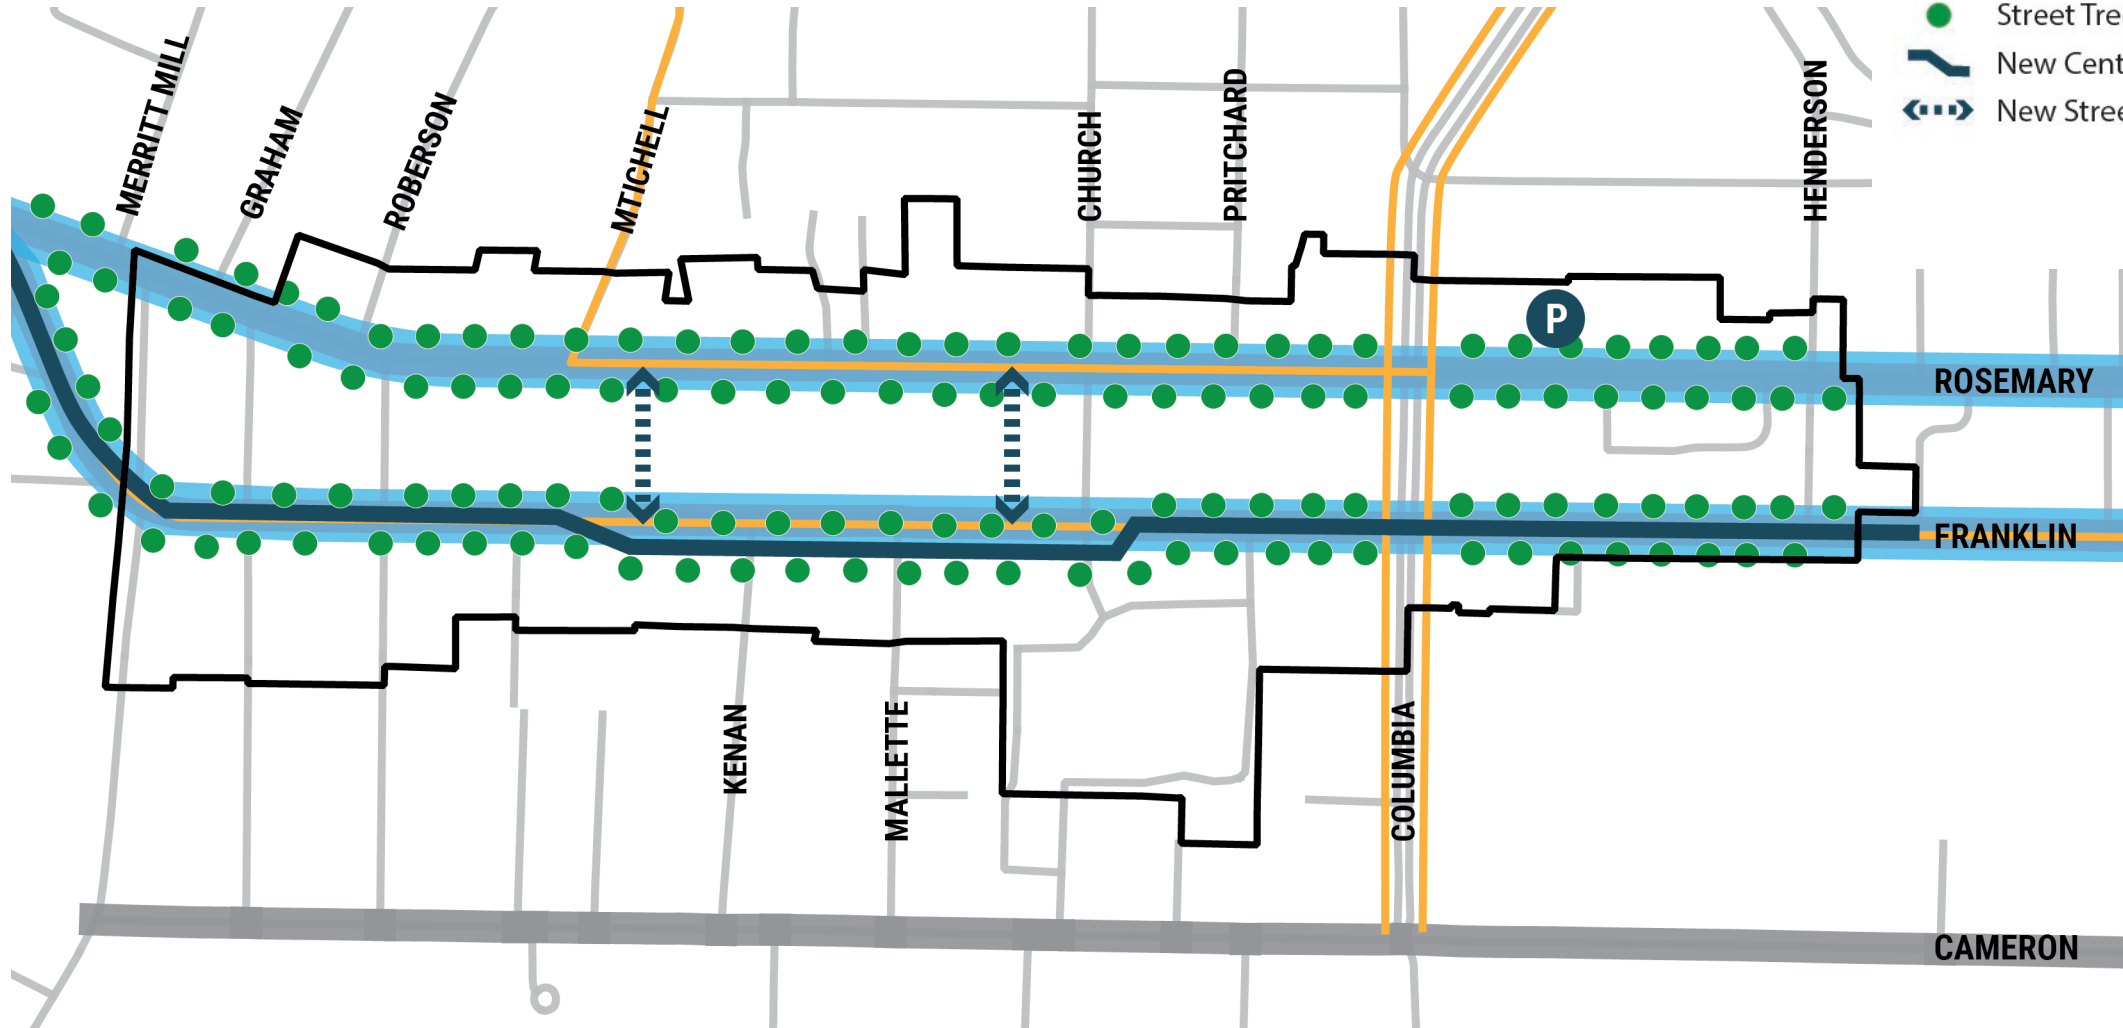 Street Tre
New Cent
New Stree
MERRITT MILL
GRAHAM
ROBERSON
MTICHELL
CHURCH
PRITCHARD
HENDERSON
P
ROSEMARY
FRANKLIN
KENAN
MALLETTE
COLUMBIA
CAMERON